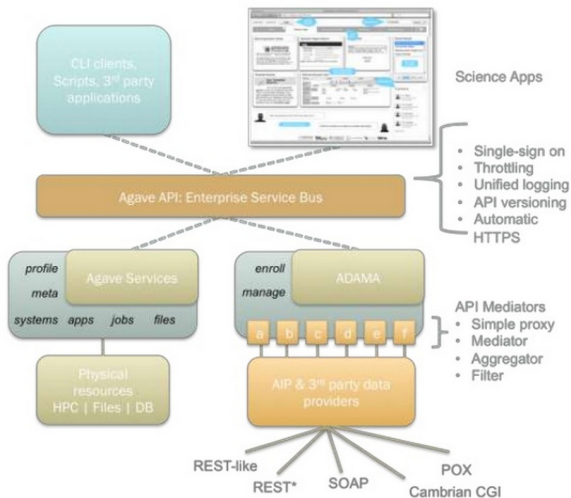 CLI clients,
Scripts, 3rd party
applications
Science Apps
Agave API: Enterprise Service Bus
• Single-sign on
• Throttling
• Unified logging
• API versioning
• Automatic
HTTPS
profile
meta
systems apps jobs files
Agave Services
enroll
manage
ADAMA
a b c d e f
API Mediators
• Simple proxy
• Mediator
• Aggregator
• Filter
Physical
resources
HPC | Files | DB
AIP & 3rd party data
providers
REST-like
REST*
SOAP
POX
Cambrian CGI